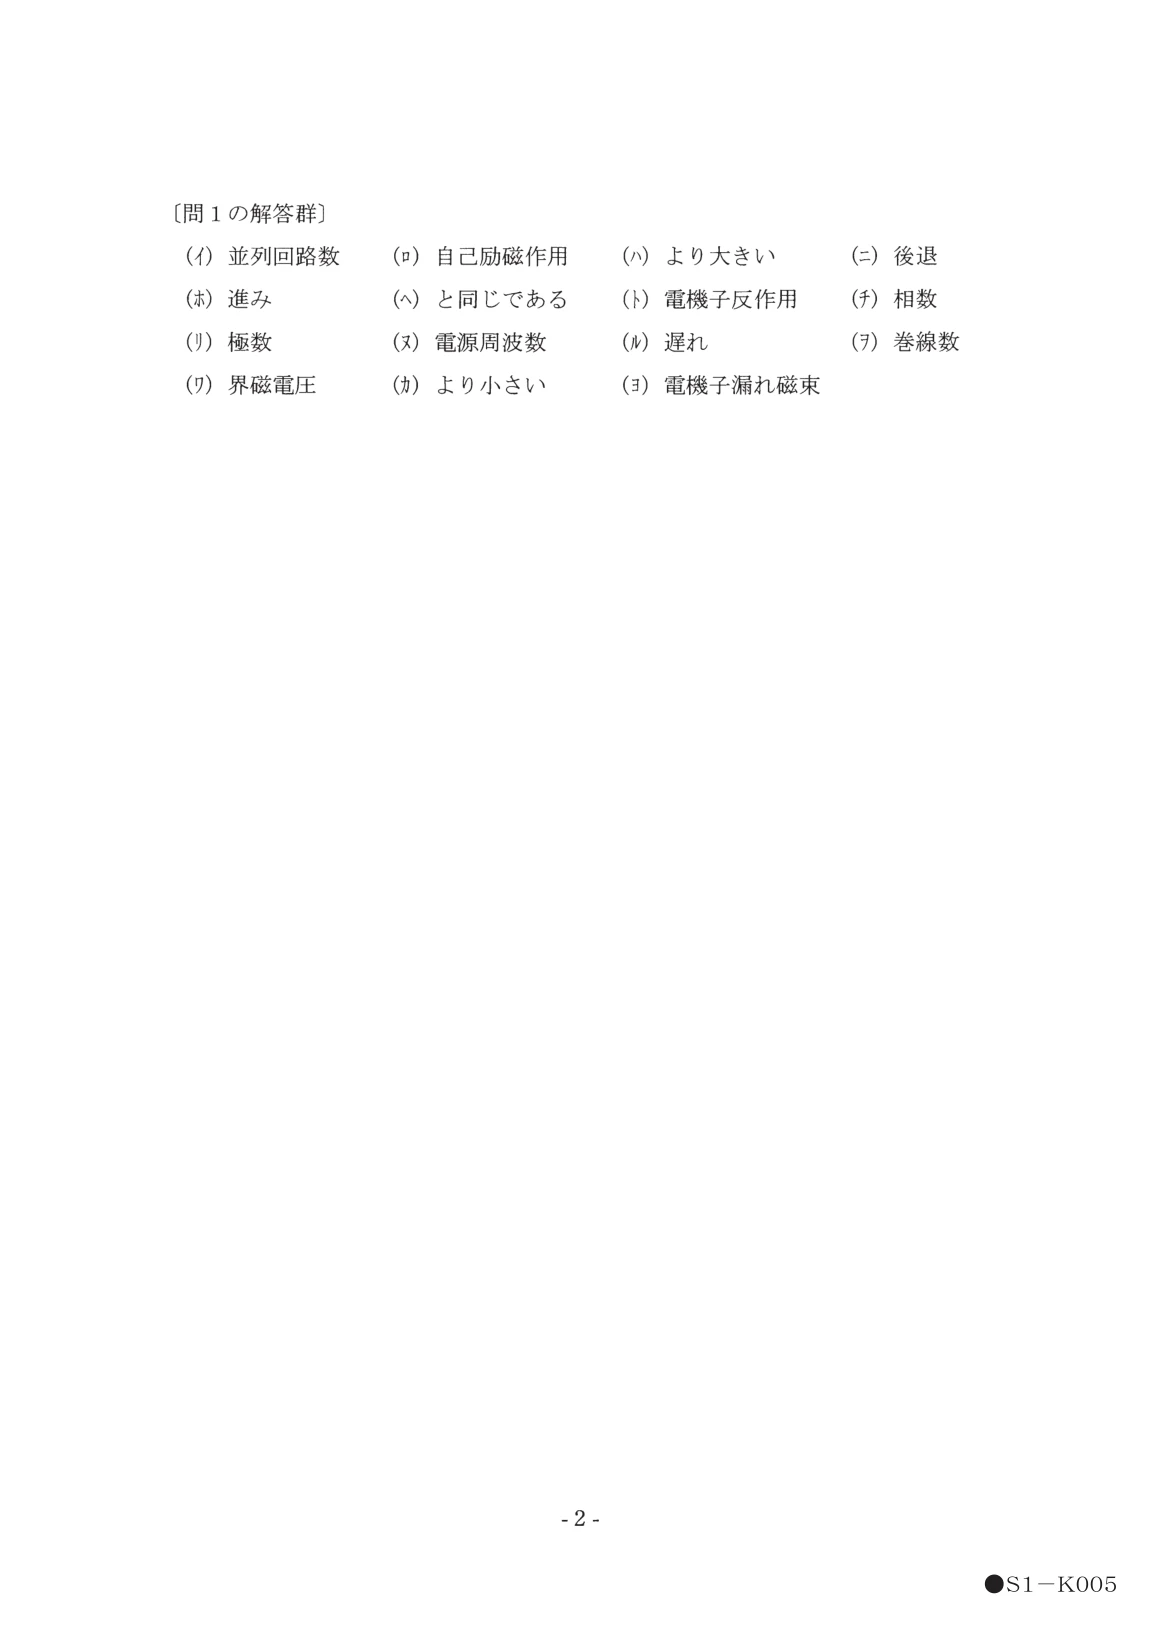 〔問１の解答群〕
(ｲ) 並列回路数 (ﾛ) 自己励磁作用 (ﾊ) より大きい (ﾆ) 後退
(ﾎ) 進み (ﾍ) と同じである (ﾄ) 電機子反作用 (ﾁ) 相数
(ﾘ) 極数 (ﾇ) 電源周波数 (ﾙ) 遅れ (ｦ) 巻線数
(ﾜ) 界磁電圧 (ｶ) より小さい (ﾖ) 電機子漏れ磁束
- 2 -
●S1－K005